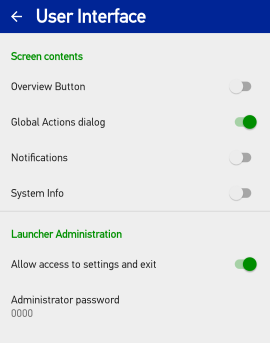 User Interface
Screen contents
Overview Button
Global Actions dialog
Notifications
System Info
Launcher Administration
Allow access to settings and exit
Administrator password
0000